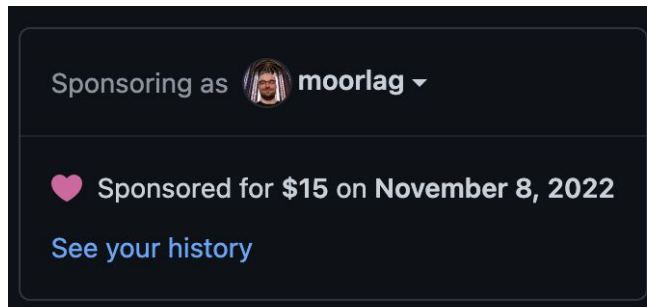 Sponsoring as moorlag
Sponsored for $15 on November 8, 2022
See your history